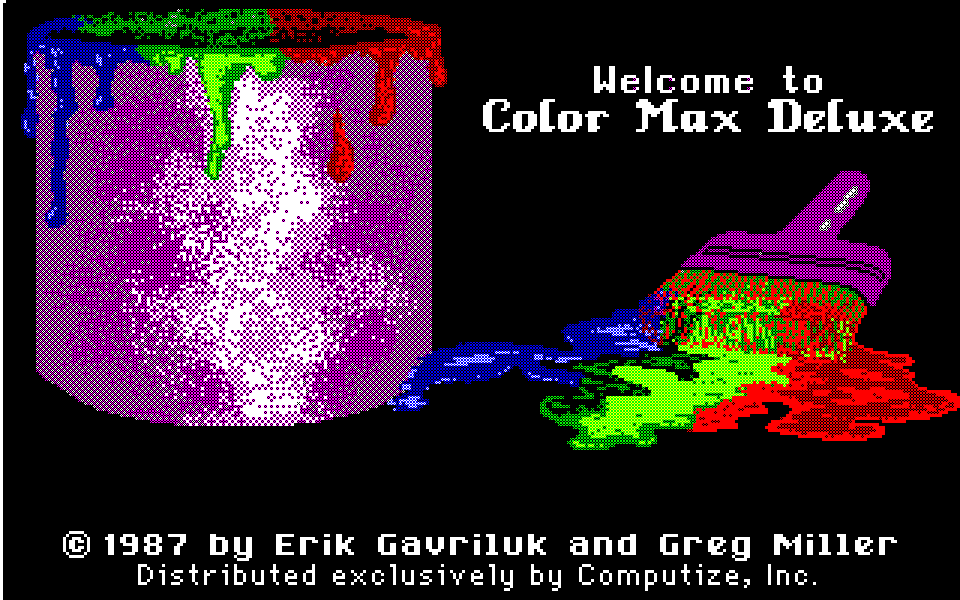 Welcome to
Color Max Deluxe
© 1987 by Erik Gavriluk and Greg Miller
Distributed exclusively by Computize, Inc.